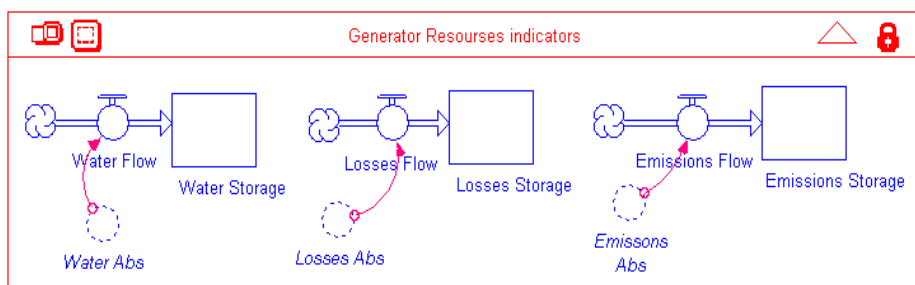 Generator Resourses indicators
Water Flow
Water Storage
Water Abs
Losses Flow
Losses Storage
Losses Abs
Emissions Flow
Emissions Storage
Emissons
Abs